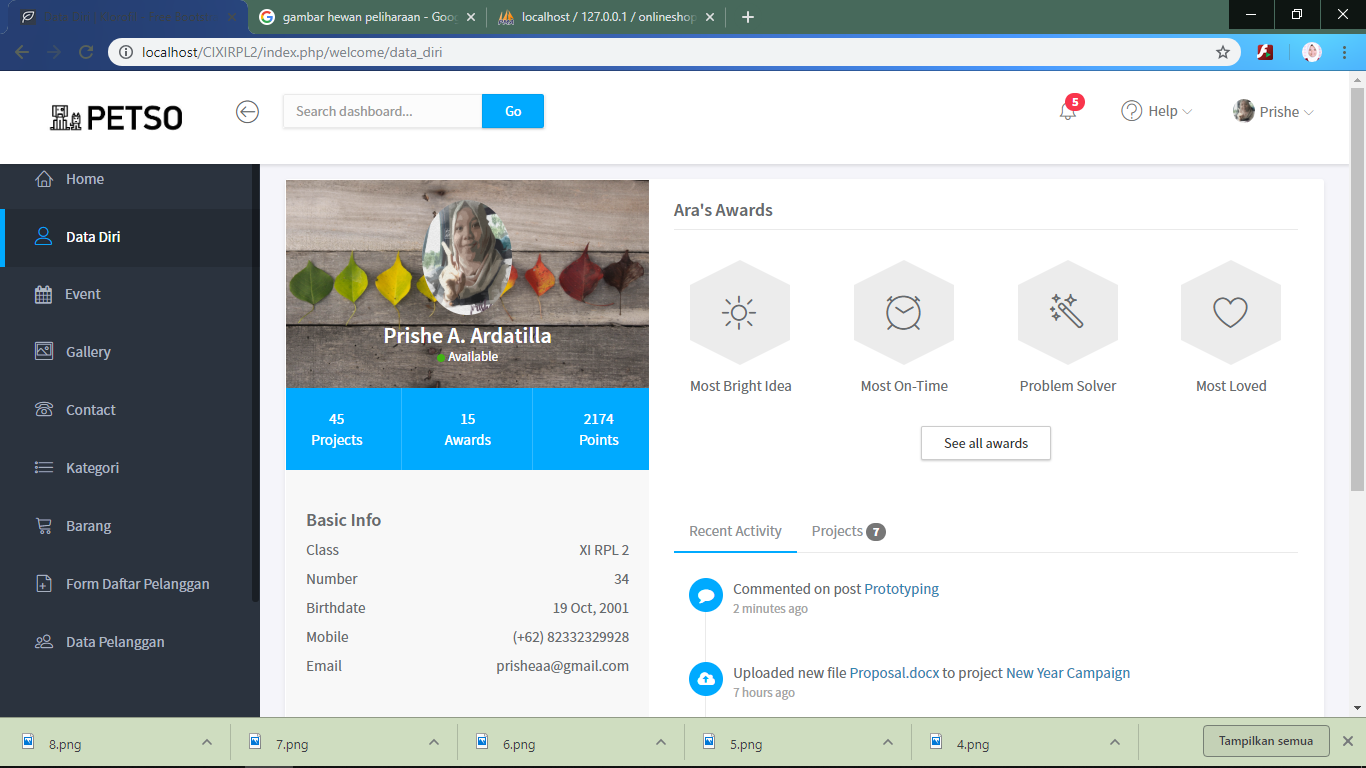 gambar hewan peliharaan - Goo
localhost / 127.0.0.1 / onlineshop
localhost/CIXIRPL2/index.php/welcome/data_diri
PETSO
Search dashboard...
Go
5
Help
Prishe
Home
Data Diri
Event
Gallery
Contact
Kategori
Barang
Form Daftar Pelanggan
Data Pelanggan
Prishe A. Ardatilla
Available
45
Projects
15
Awards
2174
Points
Basic Info
Class XI RPL 2
Number 34
Birthdate 19 Oct, 2001
Mobile (+62) 82332329928
Email prisheaa@gmail.com
Ara's Awards
Most Bright Idea
Most On-Time
Problem Solver
Most Loved
See all awards
Recent Activity
Projects 7
Commented on post Prototyping
2 minutes ago
Uploaded new file Proposal.docx to project New Year Campaign
7 hours ago
8.png
7.png
6.png
5.png
4.png
Tampilkan semua